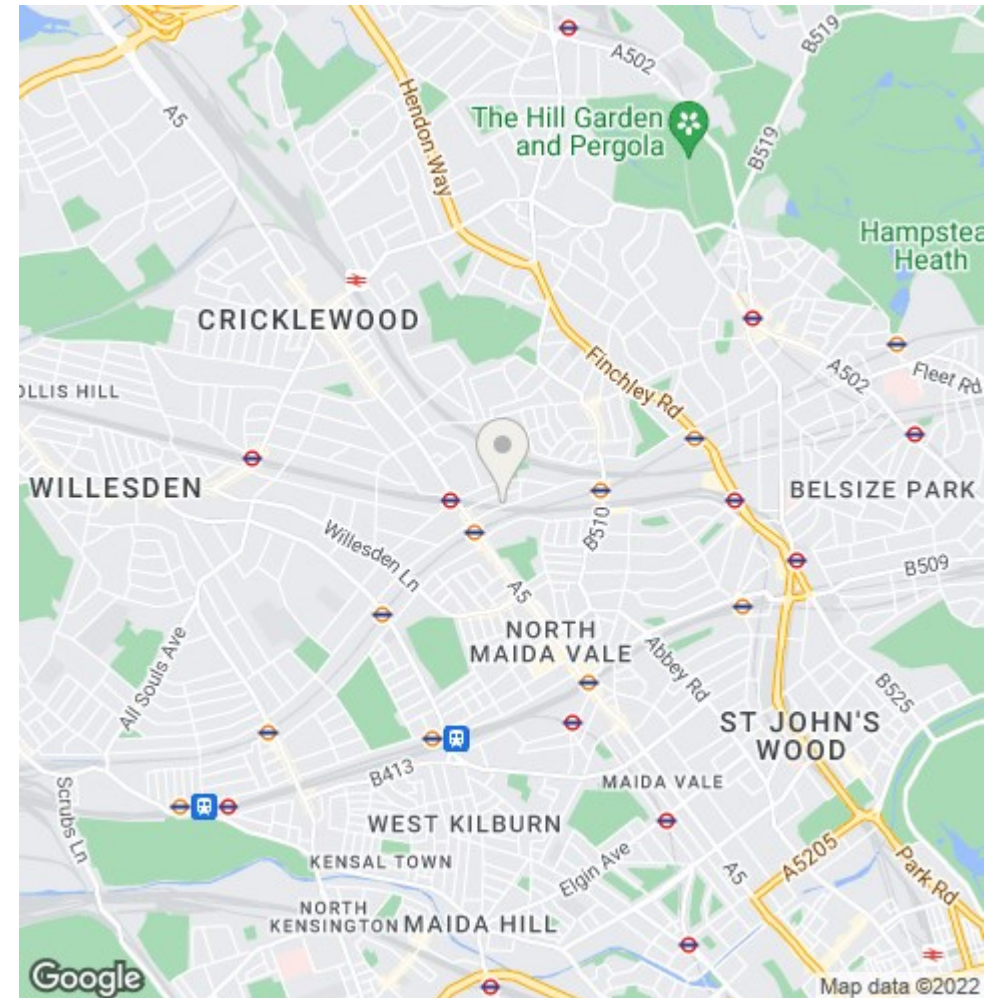 B519
A502
A5
Hendon Way
The Hill Garden
and Pergola
B519
Hampstea
Heath
CRICKLEWOOD
Finchley Rd
A502
Fleet Rd
OLLIS HILL
WILLESDEN
BELSIZE PARK
B510
Willesden Ln
A5
B509
NORTH
MAIDA VALE
Abbey Rd
All Souls Ave
B525
ST JOHN'S
WOOD
B413
MAIDA VALE
Scrubs Ln
WEST KILBURN
KENSAL TOWN
Elgin Ave
A5
A5205
Park Rd
NORTH
KENSINGTON
MAIDA HILL
Google
Map data ©2022